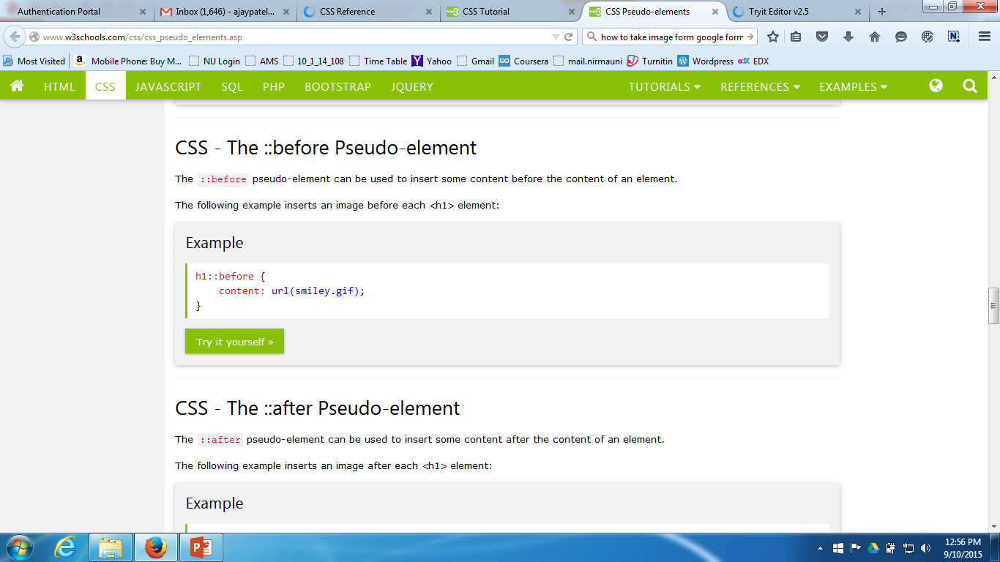 Authentication Portal
Inbox (1,646) - ajaypatel...
CSS Reference
CSS Tutorial
CSS Pseudo-elements
Tryit Editor v2.5
www.w3schools.com/css/css_pseudo_elements.asp
how to take image form google form
Most Visited
Mobile Phone: Buy M...
NU Login
AMS
10_1_14_108
Time Table
Yahoo
Gmail
Coursera
mail.nirmauni
Turnitin
Wordpress
EDX
HTML
CSS
JAVASCRIPT
SQL
PHP
BOOTSTRAP
JQUERY
TUTORIALS
REFERENCES
EXAMPLES
CSS - The ::before Pseudo-element
The ::before pseudo-element can be used to insert some content before the content of an element.
The following example inserts an image before each <h1> element:
Example
h1::before {
    content: url(smiley.gif);
}
Try it yourself »
CSS - The ::after Pseudo-element
The ::after pseudo-element can be used to insert some content after the content of an element.
The following example inserts an image after each <h1> element:
Example
12:56 PM
9/10/2015